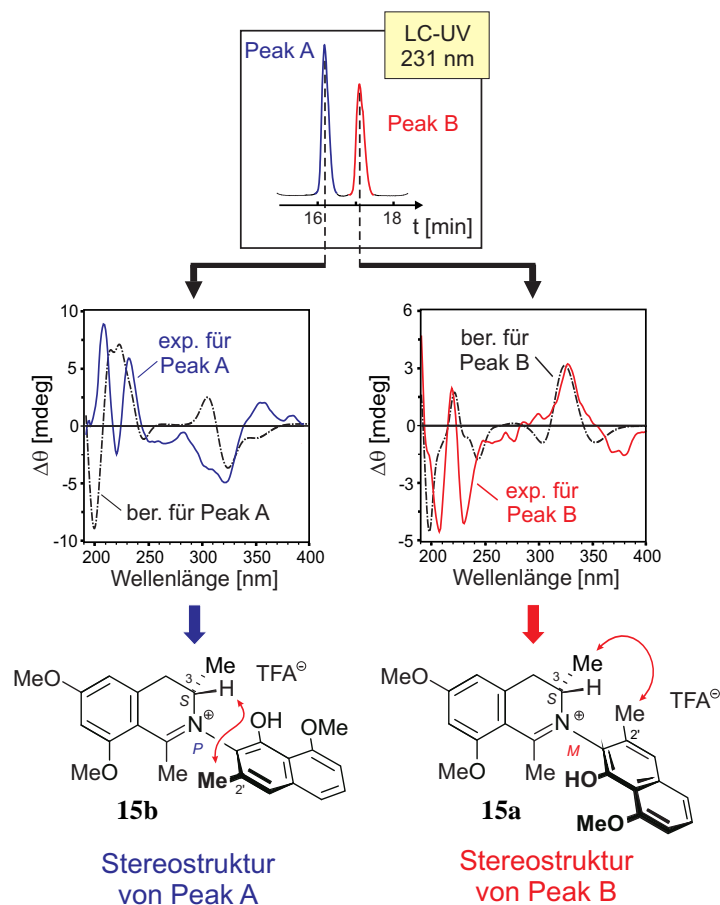 LC-UV
231 nm
Peak A
Peak B
16
18
t [min]
10
5
0
-5
-10
Δθ [mdeg]
exp. für
Peak A
ber. für Peak A
200
250
300
350
400
Wellenlänge [nm]
6
3
0
-3
-5
Δθ [mdeg]
ber. für
Peak B
exp. für
Peak B
200
250
300
350
400
Wellenlänge [nm]
MeO
3
Me
TFA⊖
S
H
N⊕
OH
OMe
P
OMe
Me
Me
2'
15b
MeO
3
Me
S
H
TFA⊖
N⊕
Me
2'
M
OMe
Me
HO
MeO
15a
Stereostruktur
von Peak A
Stereostruktur
von Peak B